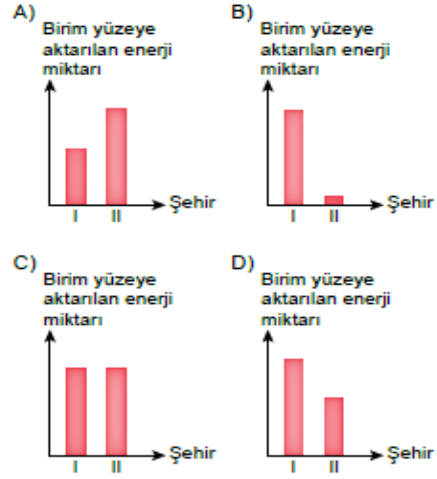 A)
Birim yüzeye
aktarılan enerji
miktarı
Şehir
I II
B)
Birim yüzeye
aktarılan enerji
miktarı
Şehir
I II
C)
Birim yüzeye
aktarılan enerji
miktarı
Şehir
I II
D)
Birim yüzeye
aktarılan enerji
miktarı
Şehir
I II